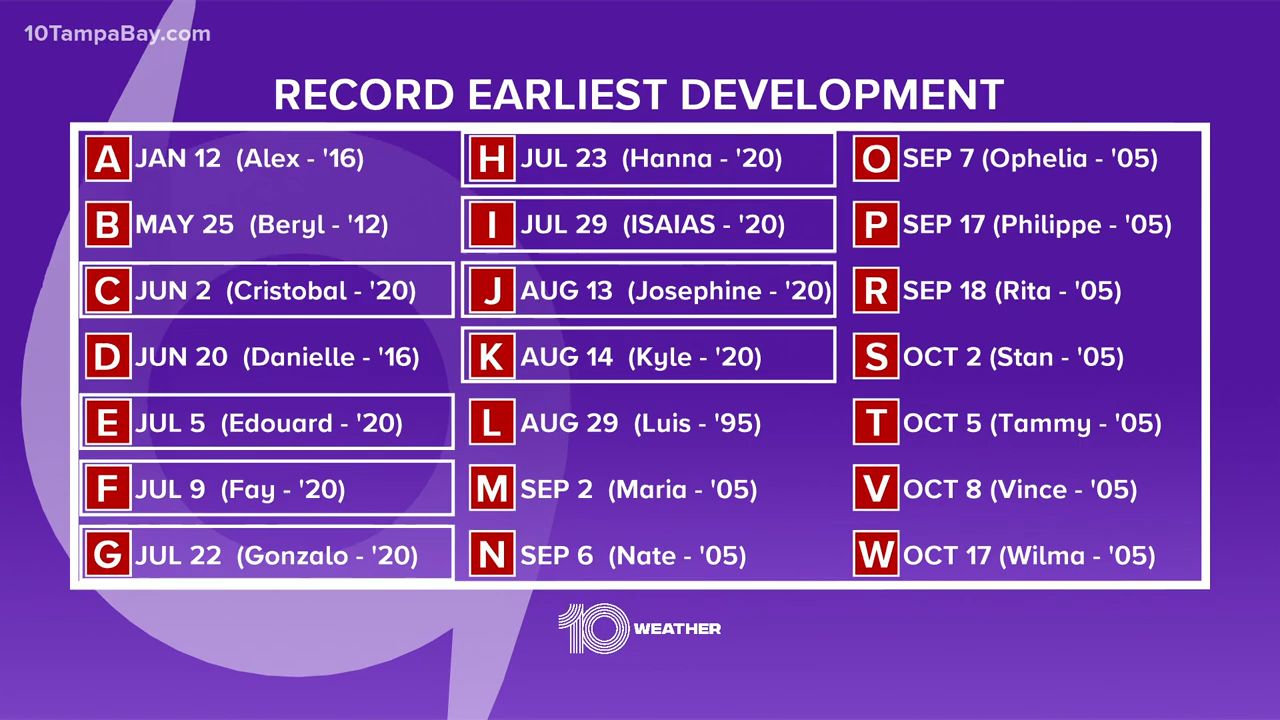 10TampaBay.com
RECORD EARLIEST DEVELOPMENT
A JAN 12 (Alex - '16)
B MAY 25 (Beryl - '12)
C JUN 2 (Cristobal - '20)
D JUN 20 (Danielle - '16)
E JUL 5 (Edouard - '20)
F JUL 9 (Fay - '20)
G JUL 22 (Gonzalo - '20)
H JUL 23 (Hanna - '20)
I JUL 29 (ISAIAS - '20)
J AUG 13 (Josephine - '20)
K AUG 14 (Kyle - '20)
L AUG 29 (Luis - '95)
M SEP 2 (Maria - '05)
N SEP 6 (Nate - '05)
O SEP 7 (Ophelia - '05)
P SEP 17 (Philippe - '05)
R SEP 18 (Rita - '05)
S OCT 2 (Stan - '05)
T OCT 5 (Tammy - '05)
V OCT 8 (Vince - '05)
W OCT 17 (Wilma - '05)
10 WEATHER